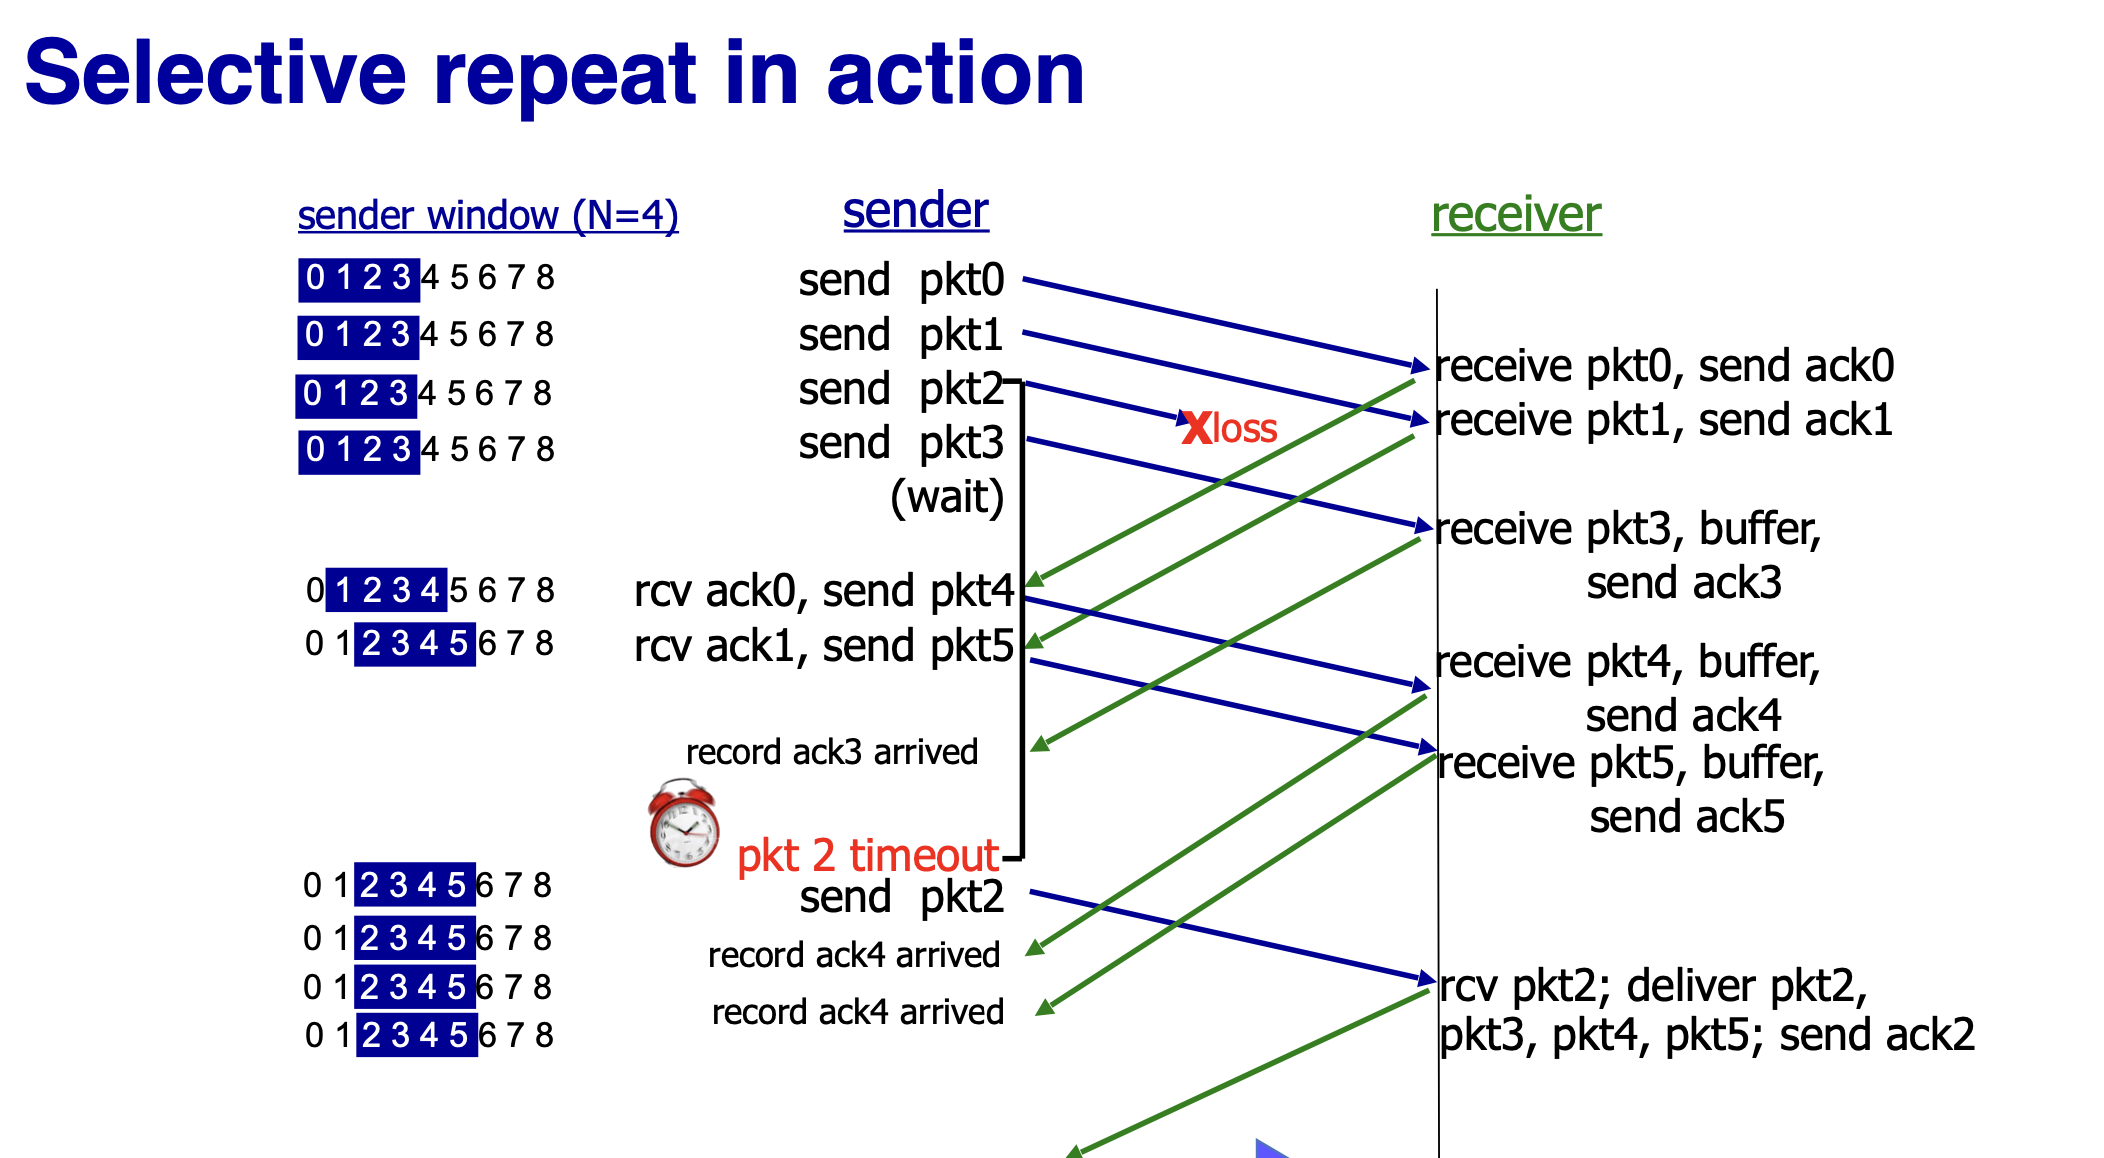 Selective repeat in action
sender window (N=4)
sender
receiver
0 1 2 3 4 5 6 7 8
send pkt0
0 1 2 3 4 5 6 7 8
send pkt1
receive pkt0, send ack0
0 1 2 3 4 5 6 7 8
send pkt2
Xloss
receive pkt1, send ack1
0 1 2 3 4 5 6 7 8
send pkt3
(wait)
receive pkt3, buffer,
send ack3
0 1 2 3 4 5 6 7 8
rcv ack0, send pkt4
0 1 2 3 4 5 6 7 8
rcv ack1, send pkt5
receive pkt4, buffer,
send ack4
record ack3 arrived
receive pkt5, buffer,
send ack5
pkt 2 timeout
0 1 2 3 4 5 6 7 8
send pkt2
0 1 2 3 4 5 6 7 8
record ack4 arrived
0 1 2 3 4 5 6 7 8
record ack4 arrived
rcv pkt2; deliver pkt2,
0 1 2 3 4 5 6 7 8
pkt3, pkt4, pkt5; send ack2